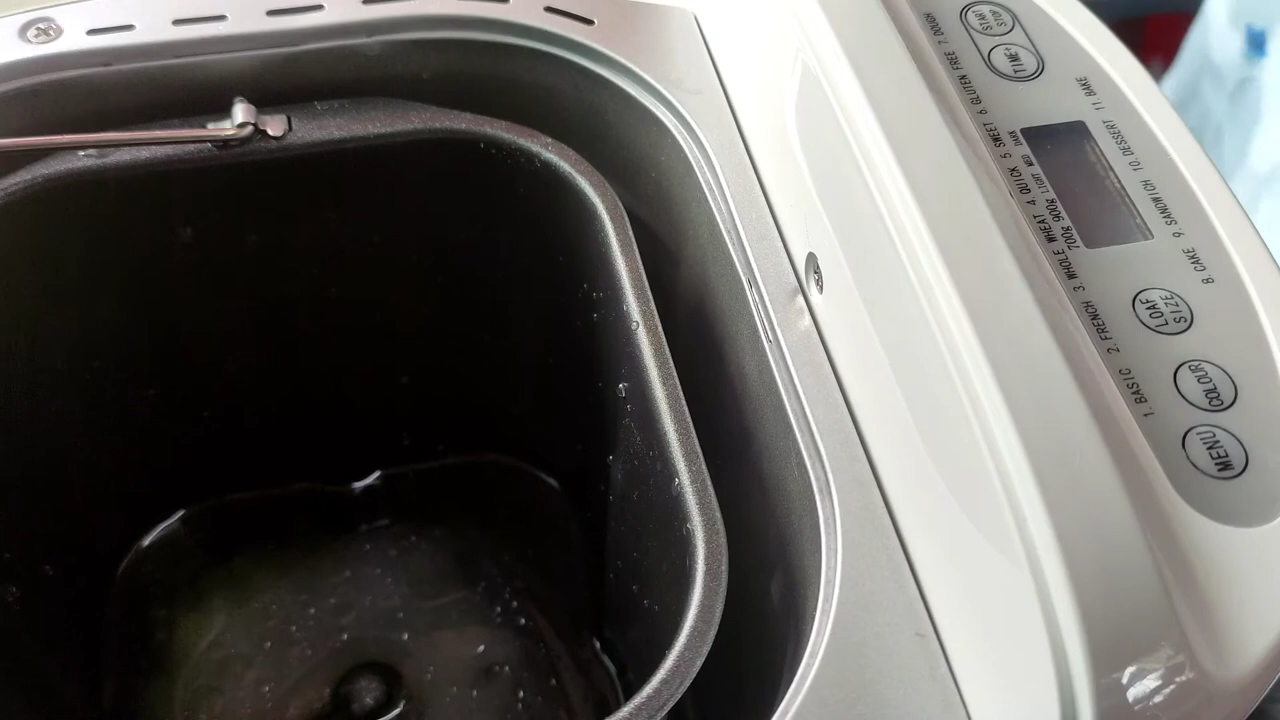 1. BASIC 2. FRENCH 3. WHOLE WHEAT 4. QUICK 5. SWEET 6. GLUTEN FREE 7. DOUGH
700g 900g LIGHT MED DARK
8. CAKE 9. SANDWICH 10. DESSERT 11. BAKE
MENU
COLOUR
LOAF
SIZE
TIME+
START
STOP